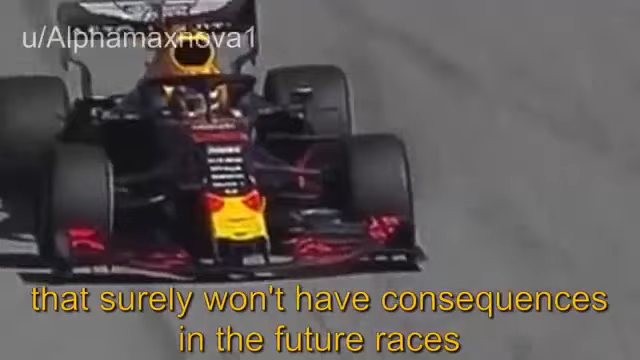 u/Alphamaxnova1
that surely won't have consequences
in the future races